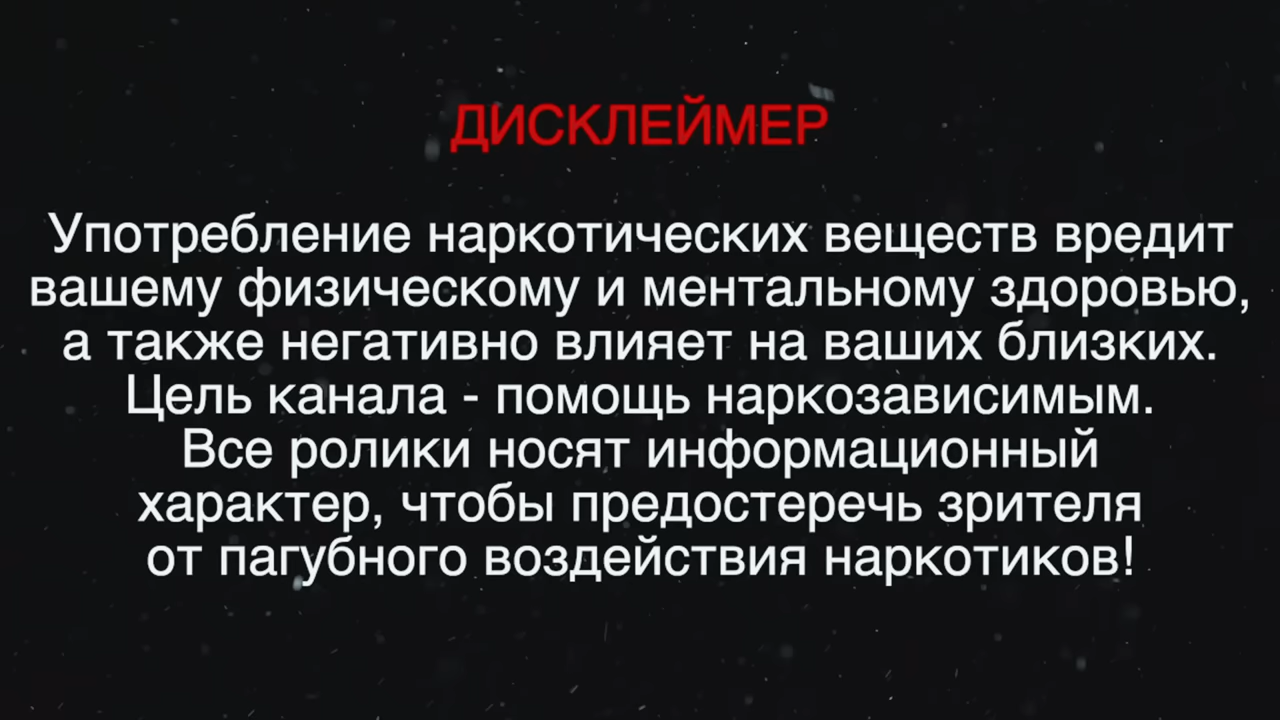 ДИСКЛЕЙМЕР
Употребление наркотических веществ вредит
вашему физическому и ментальному здоровью,
а также негативно влияет на ваших близких.
Цель канала - помощь наркозависимым.
Все ролики носят информационный
характер, чтобы предостеречь зрителя
от пагубного воздействия наркотиков!